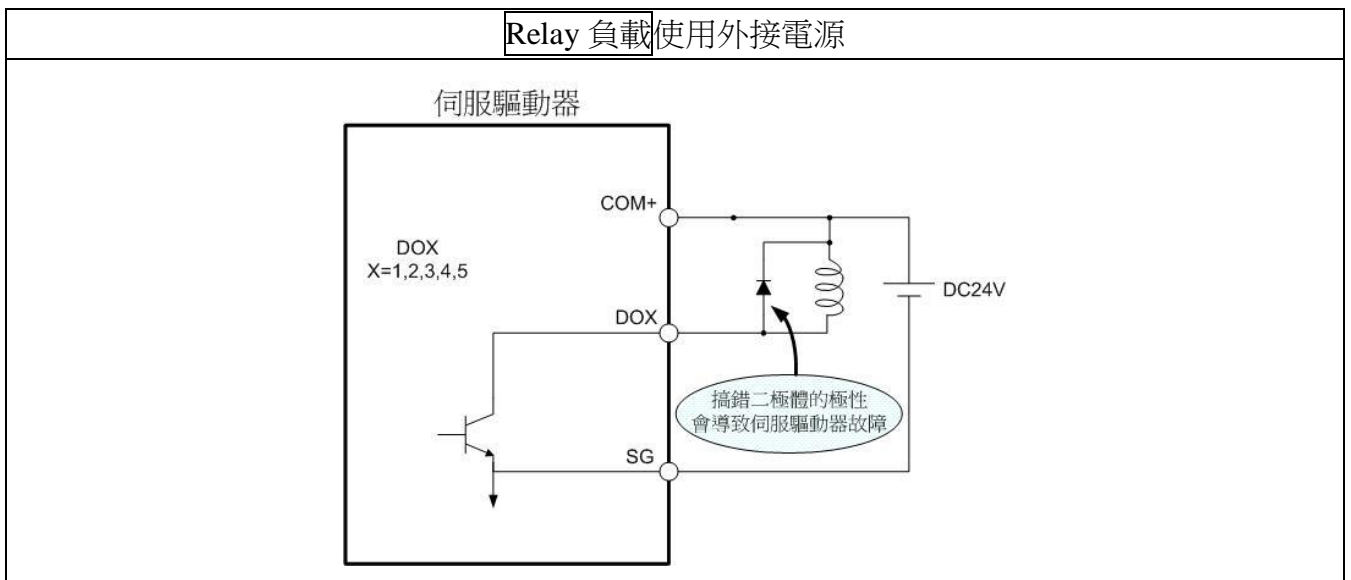 Relay 負載使用外接電源
伺服驅動器
COM+
DOX
X=1,2,3,4,5
DC24V
DOX
搞錯二極體的極性
會導致伺服驅動器故障
SG